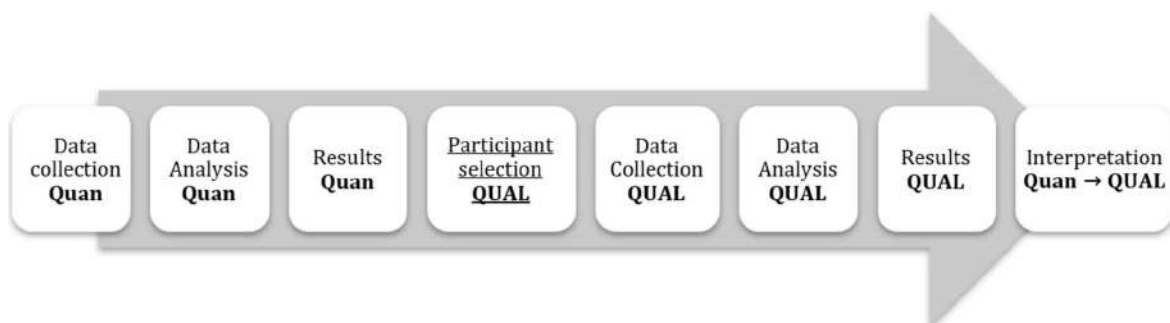 Data
collection
Quan
Data
Analysis
Quan
Results
Quan
Participant
selection
QUAL
Data
Collection
QUAL
Data
Analysis
QUAL
Results
QUAL
Interpretation
Quan → QUAL